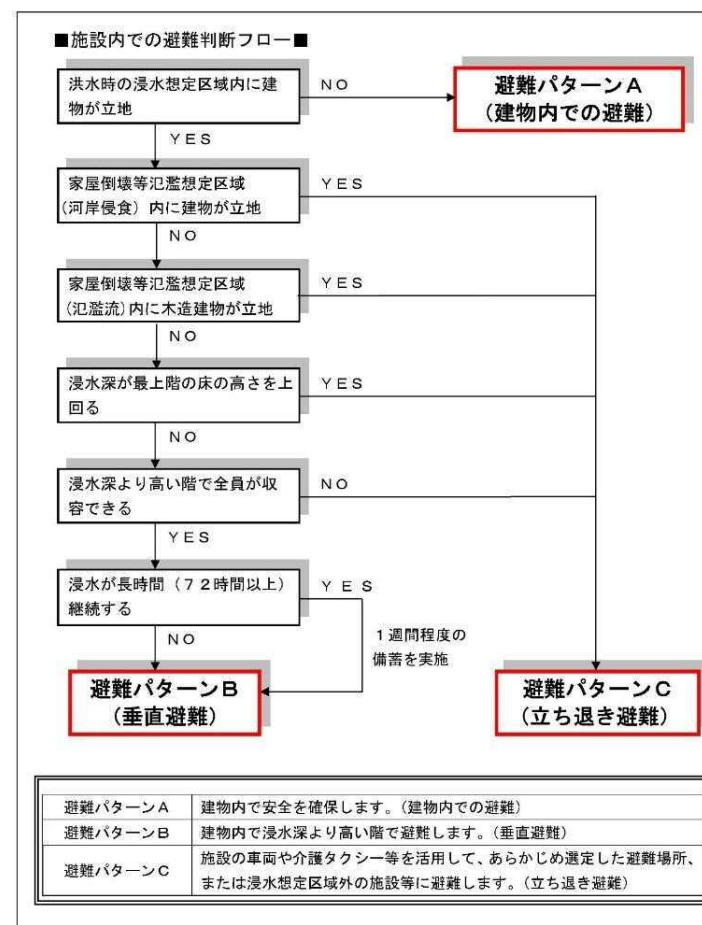 ■施設内での避難判断フロー■
洪水時の浸水想定区域内に建
物が立地
NO
避難パターンA
(建物内での避難)
YES
家屋倒壊等氾濫想定区域
(河岸侵食)内に建物が立地
YES
NO
家屋倒壊等氾濫想定区域
(氾濫流)内に木造建物が立地
YES
NO
浸水深が最上階の床の高さを上
回る
YES
NO
浸水深より高い階で全員が収
容できる
NO
YES
浸水が長時間(72時間以上)
継続する
YES
NO
1週間程度の
備蓄を実施
避難パターンB
(垂直避難)
避難パターンC
(立ち退き避難)
避難パターンA 建物内で安全を確保します。(建物内での避難)
避難パターンB 建物内で浸水深より高い階で避難します。(垂直避難)
避難パターンC 施設の車両や介護タクシー等を活用して、あらかじめ選定した避難場所、
または浸水想定区域外の施設等に避難します。(立ち退き避難)